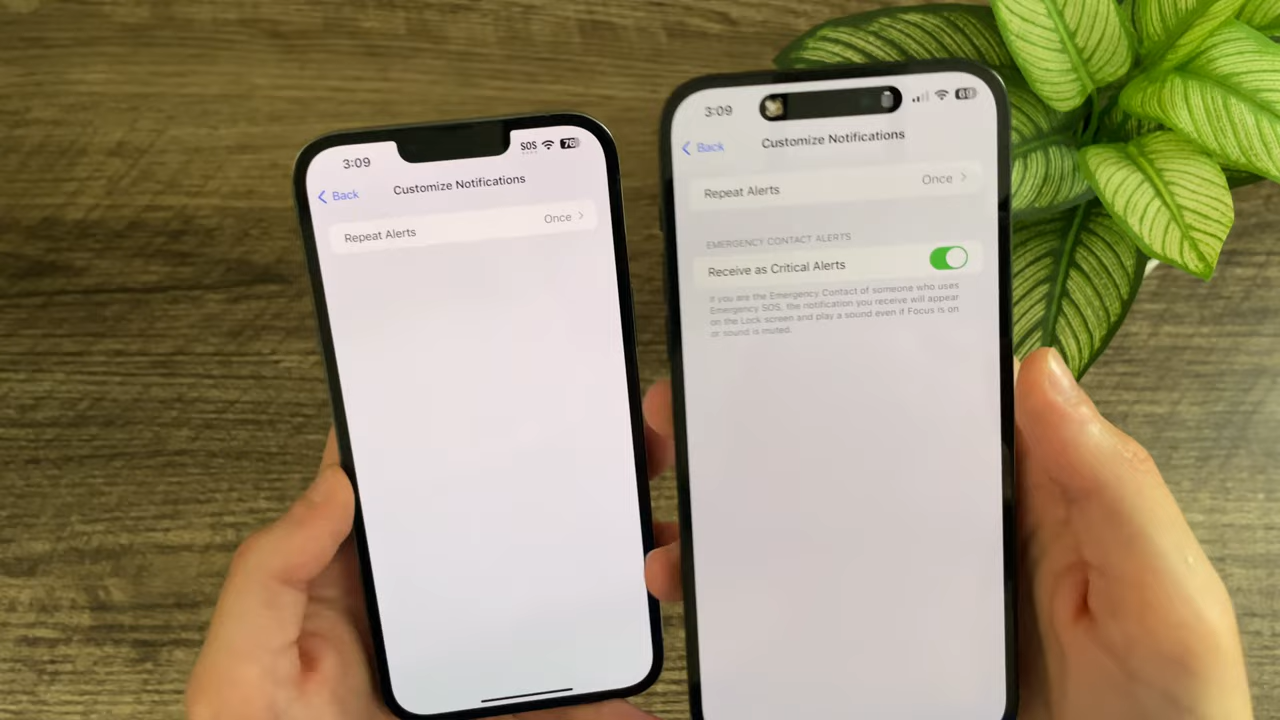 3:09
SOS
76
Back
Customize Notifications
Repeat Alerts
Once
3:09
69
Back
Customize Notifications
Repeat Alerts
Once
EMERGENCY CONTACT ALERTS
Receive as Critical Alerts
If you are the Emergency Contact of someone who uses
Emergency SOS, the notification you receive will appear
on the Lock screen and play a sound even if Focus is on
or sound is muted.